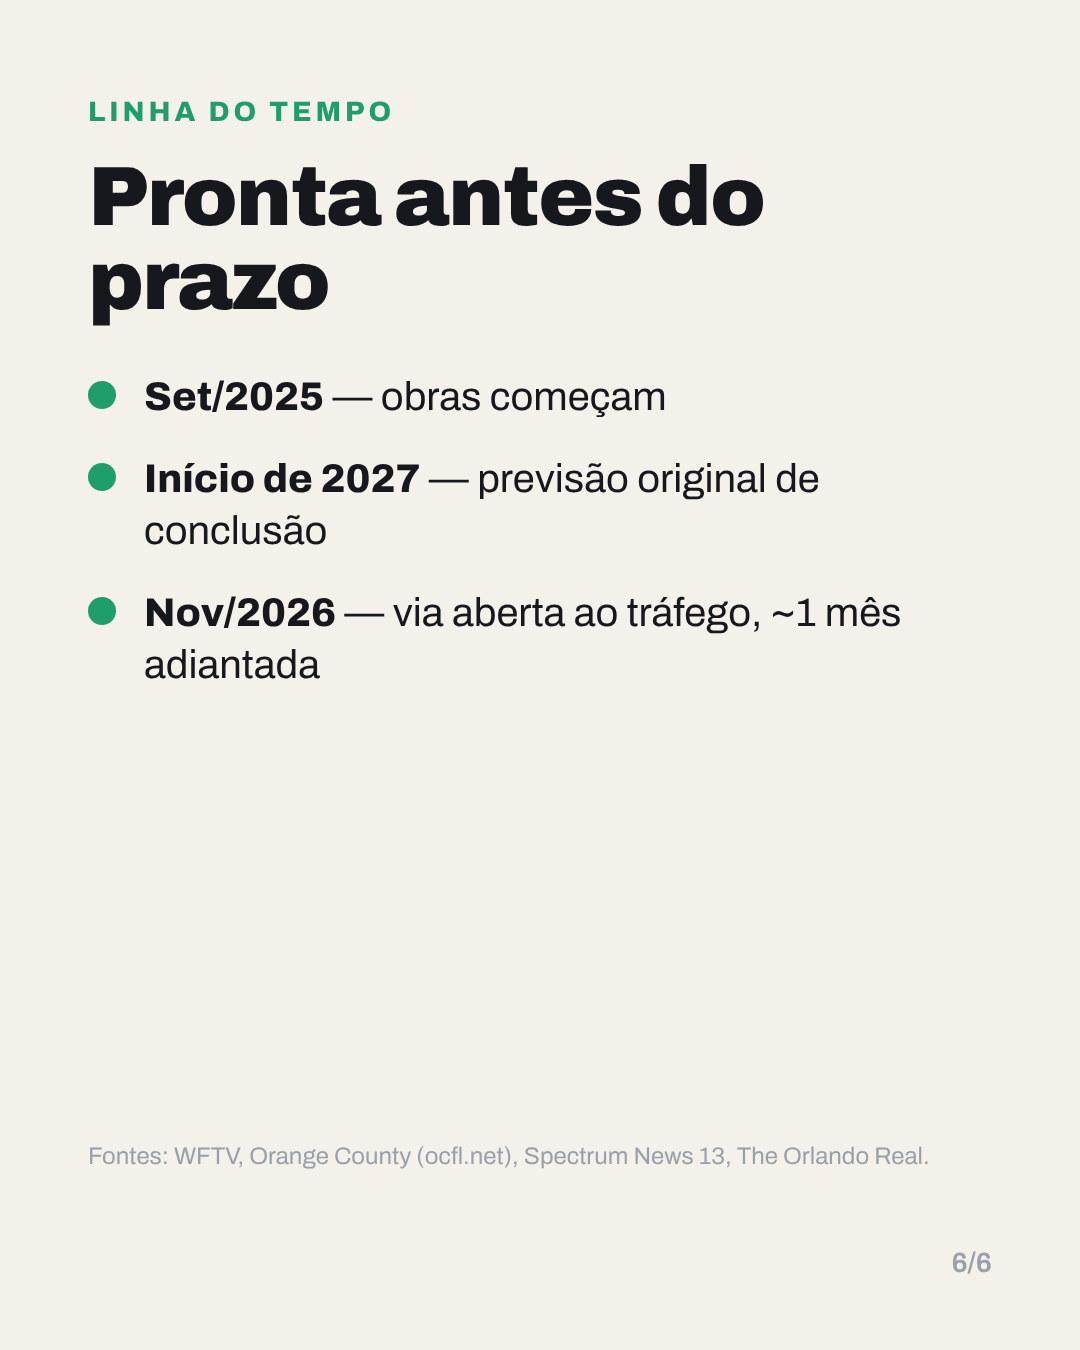 LINHA DO TEMPO
Pronta antes do
prazo
Set/2025 — obras começam
Início de 2027 — previsão original de
conclusão
Nov/2026 — via aberta ao tráfego, ~1 mês
adiantada
Fontes: WFTV, Orange County (ocfl.net), Spectrum News 13, The Orlando Real.
6/6